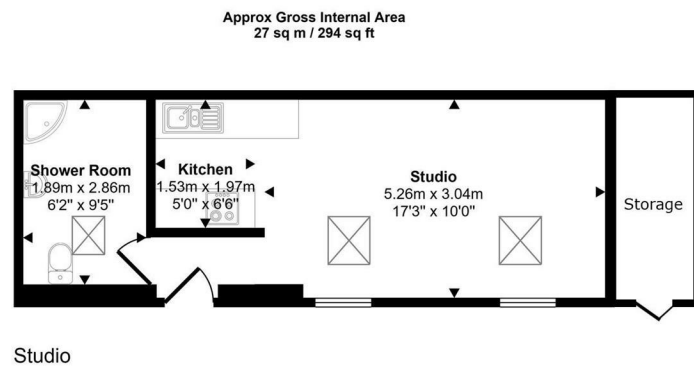 Approx Gross Internal Area
27 sq m / 294 sq ft
Shower Room
1.89m x 2.86m
6'2" x 9'5"
Kitchen
1.53m x 1.97m
5'0" x 6'6"
Studio
5.26m x 3.04m
17'3" x 10'0"
Storage
Studio